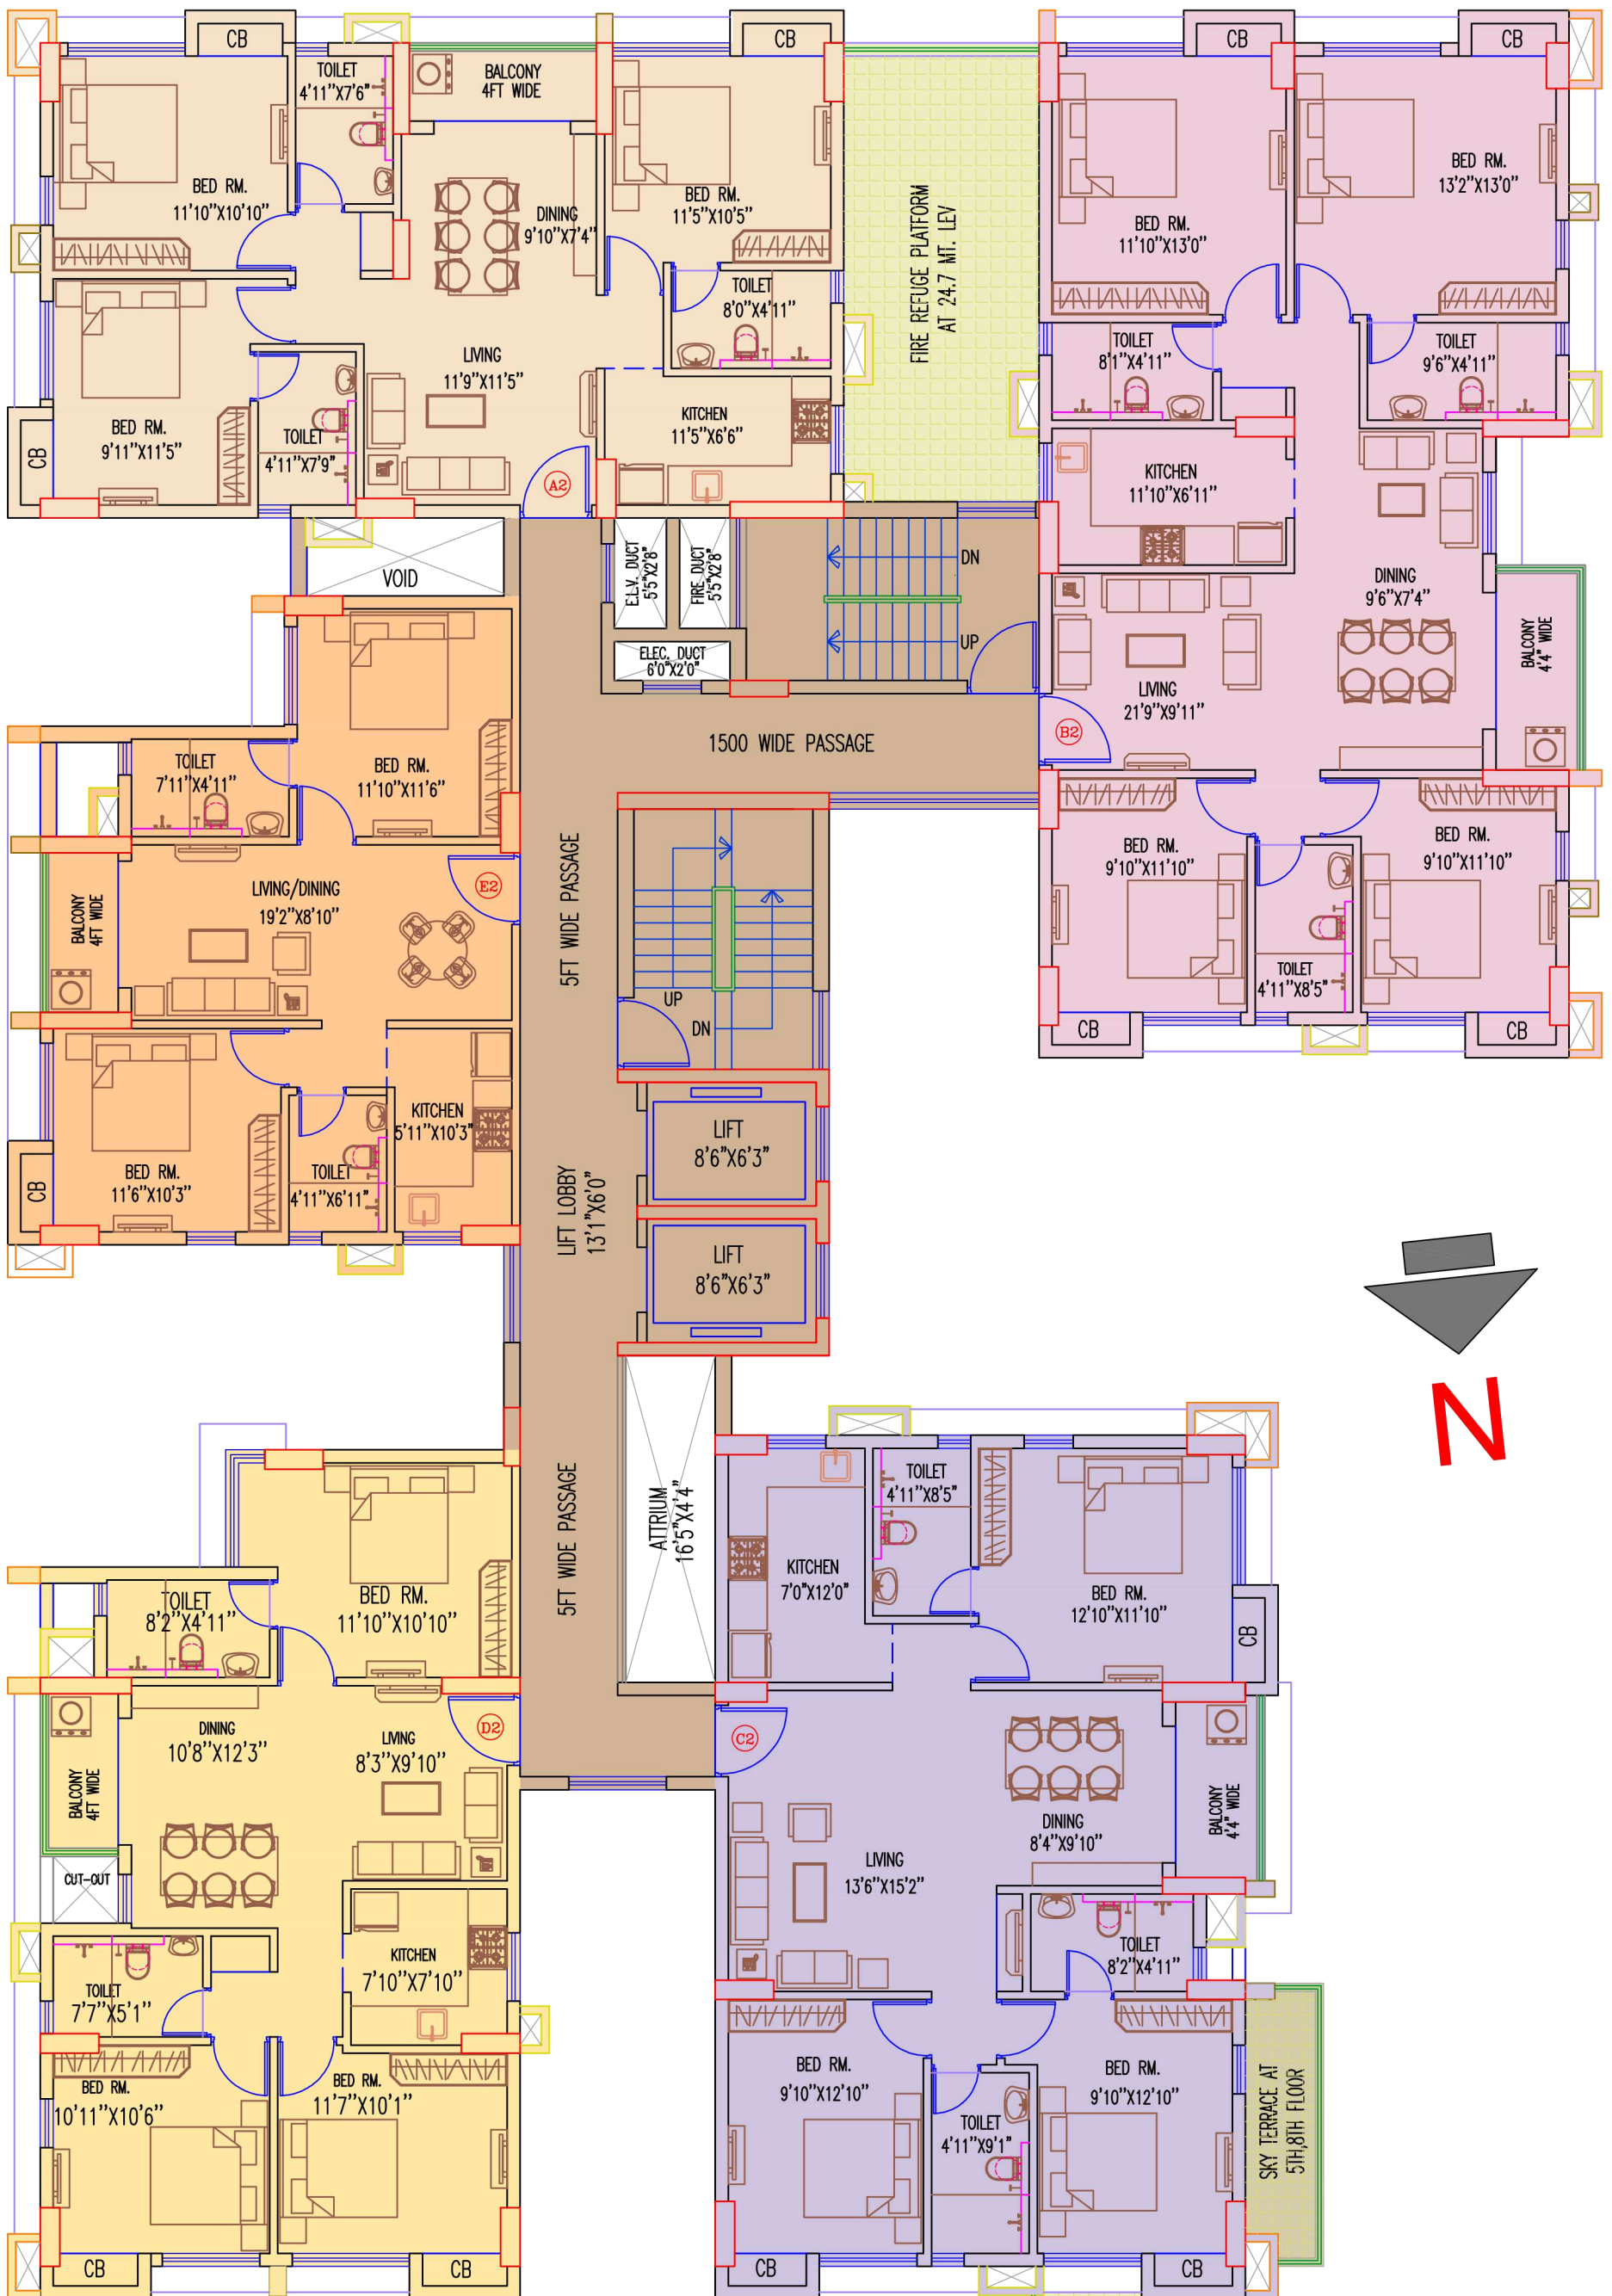 CB
TOILET
4'11"X7'6"
BALCONY
4FT WIDE
CB
BED RM.
11'10"X10'10"
DINING
9'10"X7'4"
BED RM.
11'5"X10'5"
TOILET
8'0"X4'11"
LIVING
11'9"X11'5"
KITCHEN
11'5"X6'6"
BED RM.
9'11"X11'5"
TOILET
4'11"X7'9"
CB
A2
FIRE REFUGE PLATFORM
AT 24.7 MT. LEV
CB
CB
BED RM.
11'10"X13'0"
BED RM.
13'2"X13'0"
TOILET
8'1"X4'11"
TOILET
9'6"X4'11"
KITCHEN
11'10"X6'11"
DINING
9'6"X7'4"
LIVING
21'9"X9'11"
BALCONY
4'4" WIDE
B2
BED RM.
9'10"X11'10"
BED RM.
9'10"X11'10"
TOILET
4'11"X8'5"
CB
CB
VOID
E.L.V. DUCT
5'5"X2'8"
FIRE DUCT
5'5"X2'8"
ELEC. DUCT
6'0"X2'0"
DN
UP
1500 WIDE PASSAGE
5FT WIDE PASSAGE
UP
DN
LIFT
8'6"X6'3"
LIFT LOBBY
13'1"X6'0"
LIFT
8'6"X6'3"
5FT WIDE PASSAGE
ATTRIUM
16'5"X4'4"
TOILET
7'11"X4'11"
BED RM.
11'10"X11'6"
LIVING/DINING
19'2"X8'10"
E2
BALCONY
4FT WIDE
KITCHEN
5'11"X10'3"
BED RM.
11'6"X10'3"
TOILET
4'11"X6'11"
CB
N
TOILET
8'2"X4'11"
BED RM.
11'10"X10'10"
DINING
10'8"X12'3"
LIVING
8'3"X9'10"
D2
BALCONY
4FT WIDE
CUT-OUT
KITCHEN
7'10"X7'10"
TOILET
7'7"X5'1"
BED RM.
10'11"X10'6"
BED RM.
11'7"X10'1"
CB
CB
TOILET
4'11"X8'5"
KITCHEN
7'0"X12'0"
BED RM.
12'10"X11'10"
CB
C2
DINING
8'4"X9'10"
BALCONY
4'4" WIDE
LIVING
13'6"X15'2"
TOILET
8'2"X4'11"
BED RM.
9'10"X12'10"
BED RM.
9'10"X12'10"
TOILET
4'11"X9'1"
SKY TERRACE AT
5TH,8TH FLOOR
CB
CB